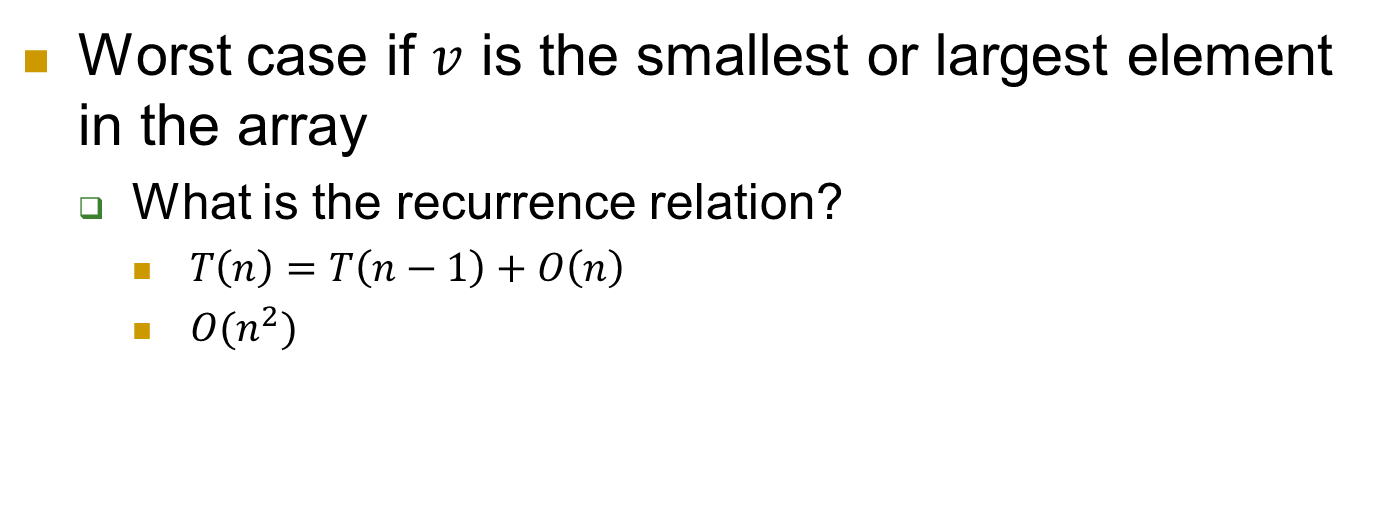 Worst case if 𝑣 is the smallest or largest element
in the array
What is the recurrence relation?
𝑇(𝑛) = 𝑇(𝑛 − 1) + 𝑂(𝑛)
𝑂(𝑛²)